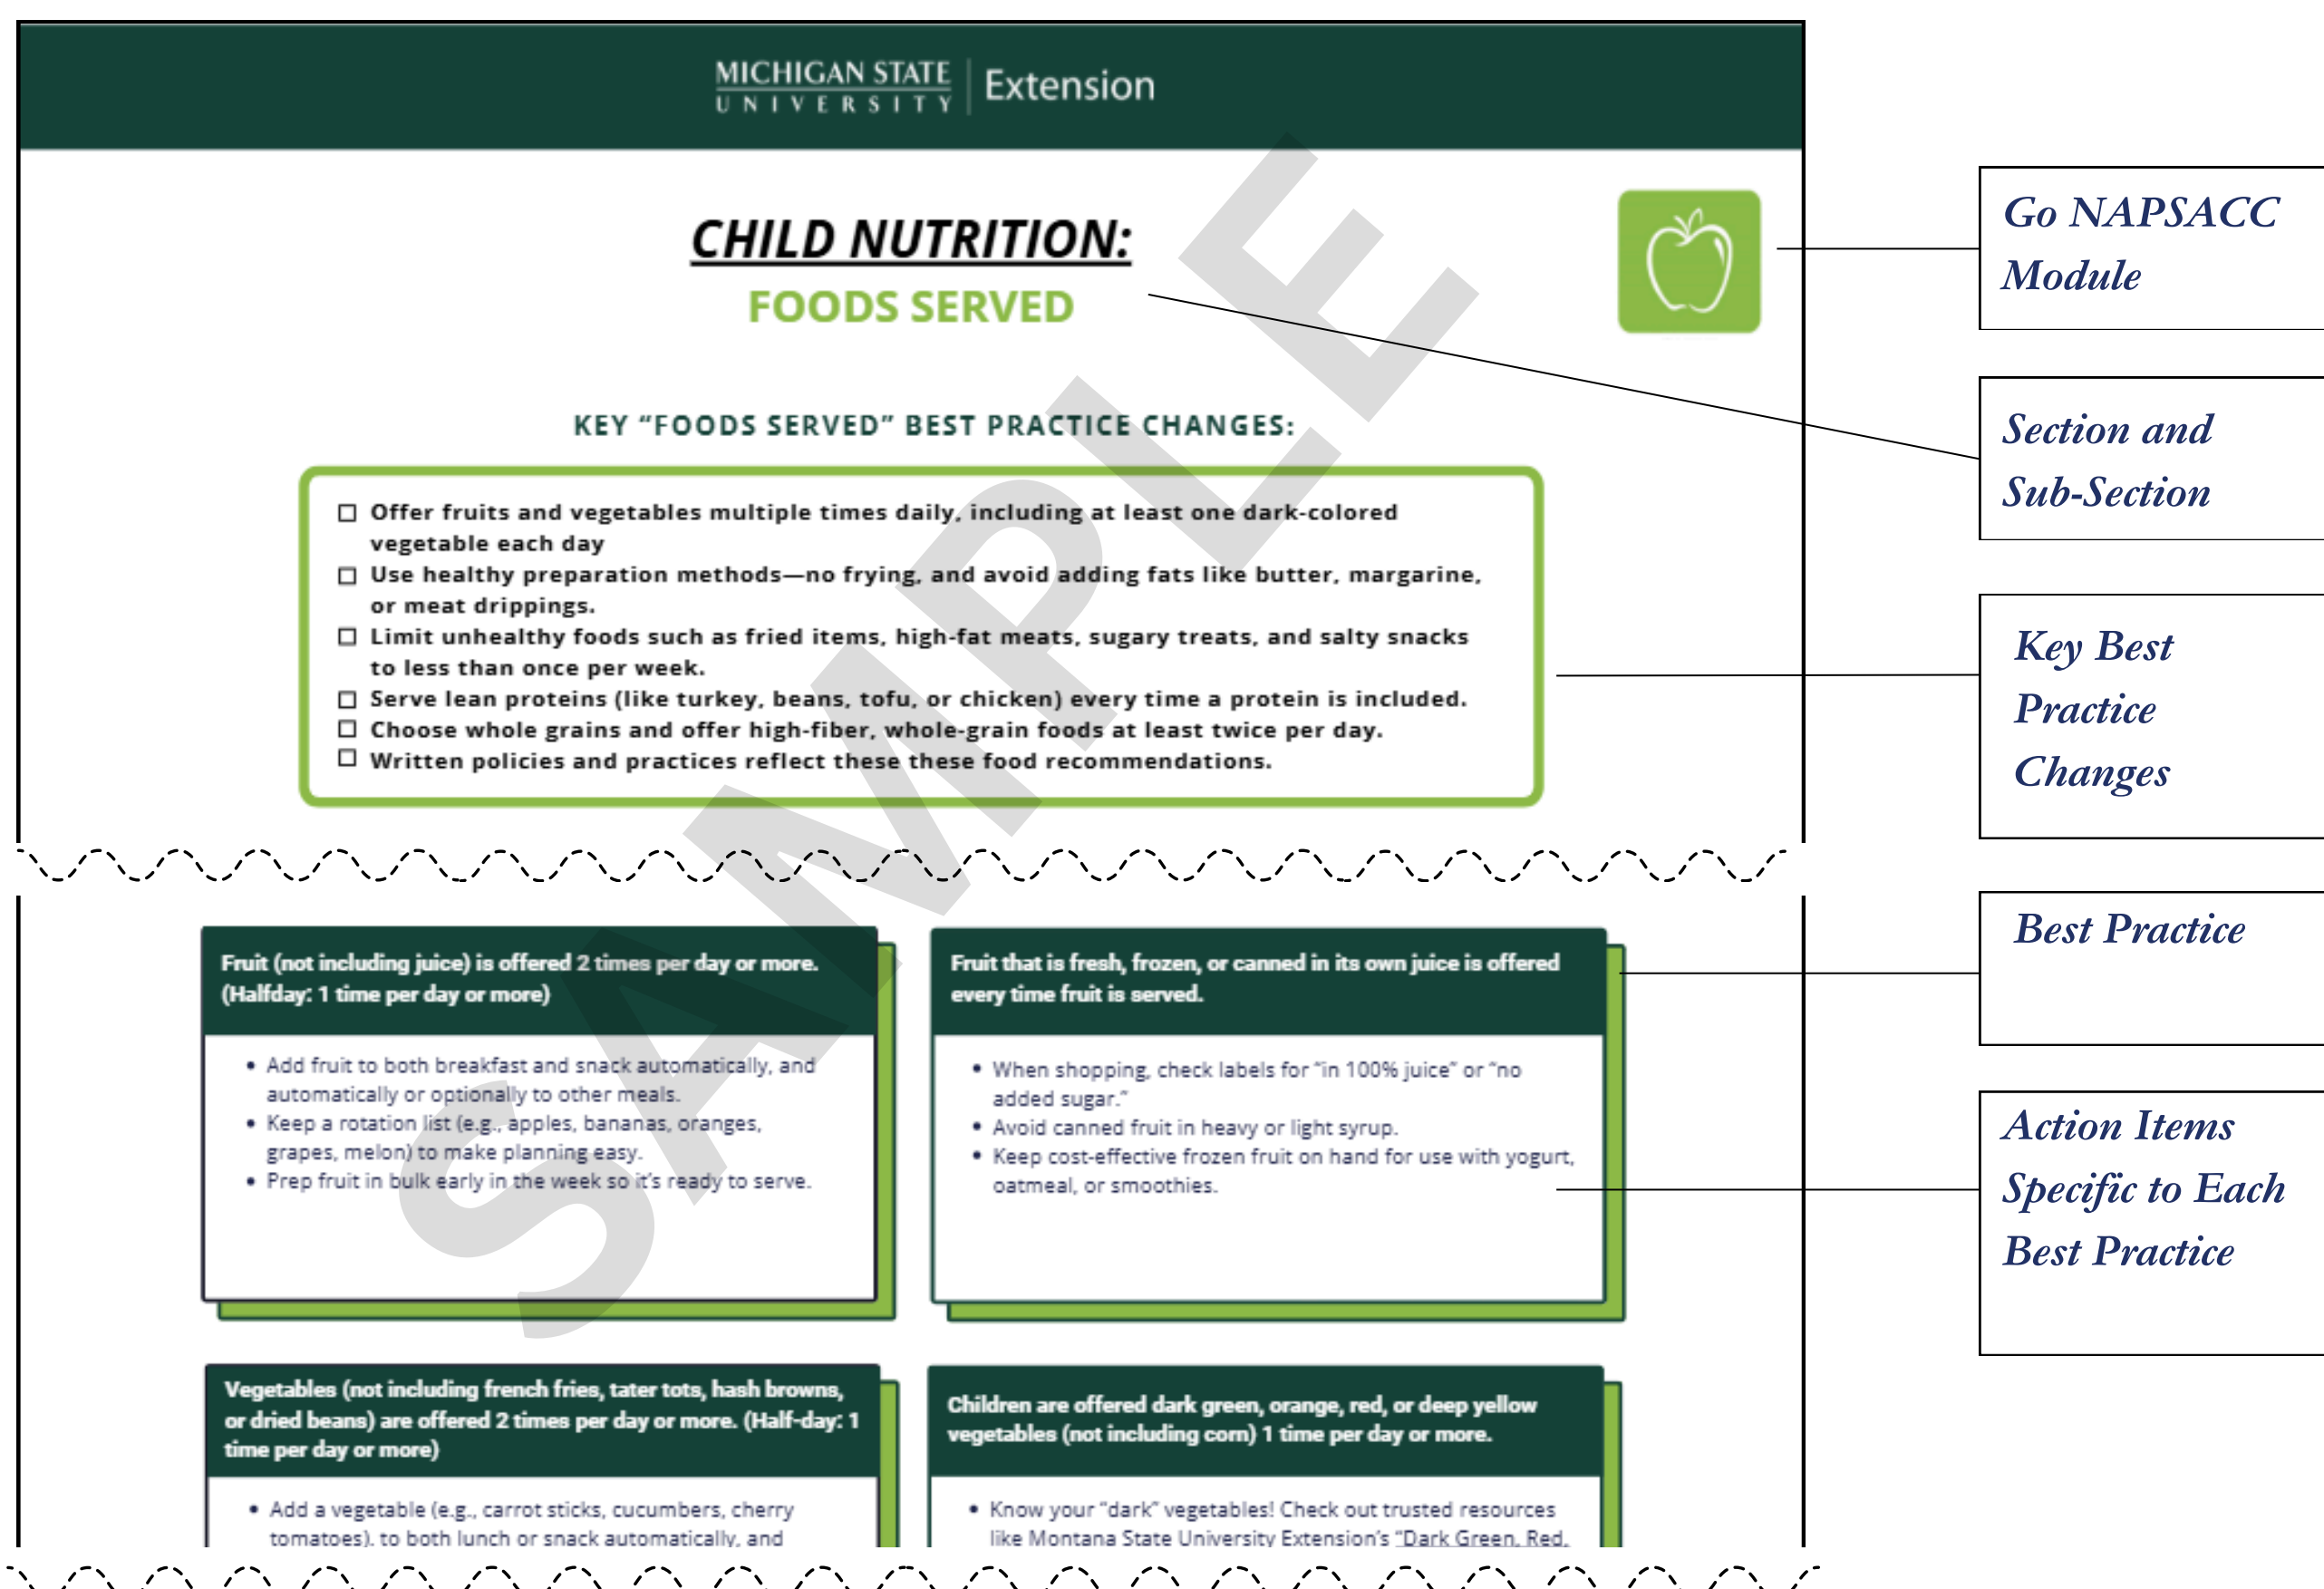 MICHIGAN STATE
UNIVERSITY
Extension
CHILD NUTRITION:
FOODS SERVED
Go NAPSACC
Module
Section and
Sub-Section
KEY “FOODS SERVED” BEST PRACTICE CHANGES:
Offer fruits and vegetables multiple times daily, including at least one dark-colored
vegetable each day
Use healthy preparation methods—no frying, and avoid adding fats like butter, margarine,
or meat drippings.
Limit unhealthy foods such as fried items, high-fat meats, sugary treats, and salty snacks
to less than once per week.
Serve lean proteins (like turkey, beans, tofu, or chicken) every time a protein is included.
Choose whole grains and offer high-fiber, whole-grain foods at least twice per day.
Written policies and practices reflect these these food recommendations.
Key Best
Practice
Changes
SAMPLE
Fruit (not including juice) is offered 2 times per day or more.
(Halfday: 1 time per day or more)
• Add fruit to both breakfast and snack automatically, and
automatically or optionally to other meals.
• Keep a rotation list (e.g., apples, bananas, oranges,
grapes, melon) to make planning easy.
• Prep fruit in bulk early in the week so it’s ready to serve.
Fruit that is fresh, frozen, or canned in its own juice is offered
every time fruit is served.
• When shopping, check labels for “in 100% juice” or “no
added sugar.”
• Avoid canned fruit in heavy or light syrup.
• Keep cost-effective frozen fruit on hand for use with yogurt,
oatmeal, or smoothies.
Best Practice
Action Items
Specific to Each
Best Practice
Vegetables (not including french fries, tater tots, hash browns,
or dried beans) are offered 2 times per day or more. (Half-day: 1
time per day or more)
• Add a vegetable (e.g., carrot sticks, cucumbers, cherry
tomatoes). to both lunch or snack automatically, and
Children are offered dark green, orange, red, or deep yellow
vegetables (not including corn) 1 time per day or more.
• Know your “dark” vegetables! Check out trusted resources
like Montana State University Extension’s “Dark Green, Red,